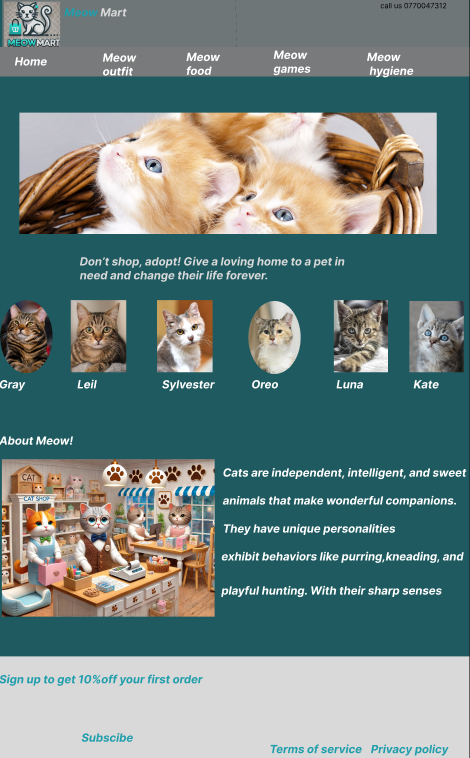 Meow Mart
call us 0770047312
MEOWMART
Home
Meow
outfit
Meow
food
Meow
games
Meow
hygiene
Don't shop, adopt! Give a loving home to a pet in
need and change their life forever.
Gray
Leil
Sylvester
Oreo
Luna
Kate
About Meow!
CAT
CAT SHOP
Cats are independent, intelligent, and sweet
animals that make wonderful companions.
They have unique personalities
exhibit behaviors like purring,kneading, and
playful hunting. With their sharp senses
Sign up to get 10%off your first order
Subscibe
Terms of service
Privacy policy